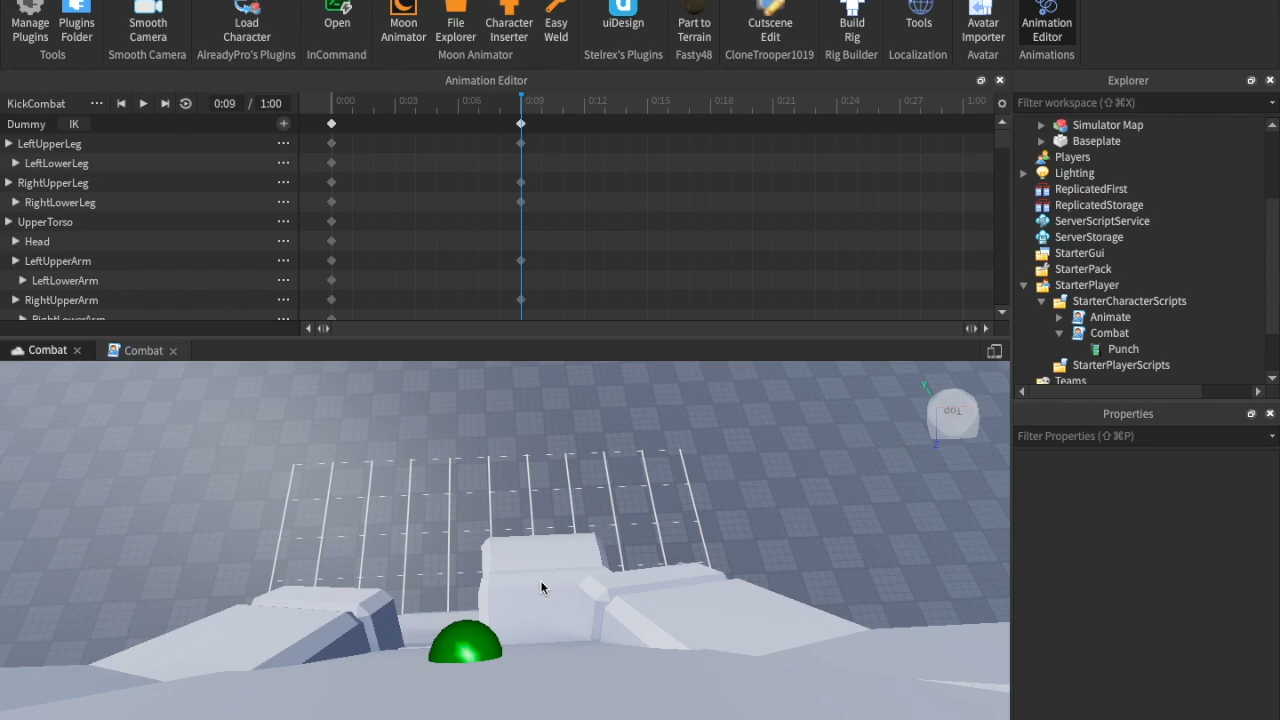 Manage Plugins Smooth Load Open Moon File Character Easy uiDesign Part to Cutscene Build Tools Avatar Animation
Plugins Folder Camera Character Animator Explorer Inserter Weld Terrain Edit Rig Importer Editor
Tools Smooth Camera AlreadyPro's Plugins InCommand Moon Animator Stelrex's Plugins Fasty48 CloneTrooper1019 Rig Builder Localization Avatar Animations
Animation Editor
KickCombat ••• 0:09 / 1:00 0:00 0:03 0:06 0:09 0:12 0:15 0:18 0:21 0:24 0:27 1:00
Dummy IK
LeftUpperLeg
LeftLowerLeg
RightUpperLeg
RightLowerLeg
UpperTorso
Head
LeftUpperArm
LeftLowerArm
RightUpperArm
RightLowerArm
Combat Combat
Top
Y
Z
Explorer
Filter workspace (⇧⌘X)
Simulator Map
Baseplate
Players
Lighting
ReplicatedFirst
ReplicatedStorage
ServerScriptService
ServerStorage
StarterGui
StarterPack
StarterPlayer
StarterCharacterScripts
Animate
Combat
Punch
StarterPlayerScripts
Teams
Properties
Filter Properties (⇧⌘P)